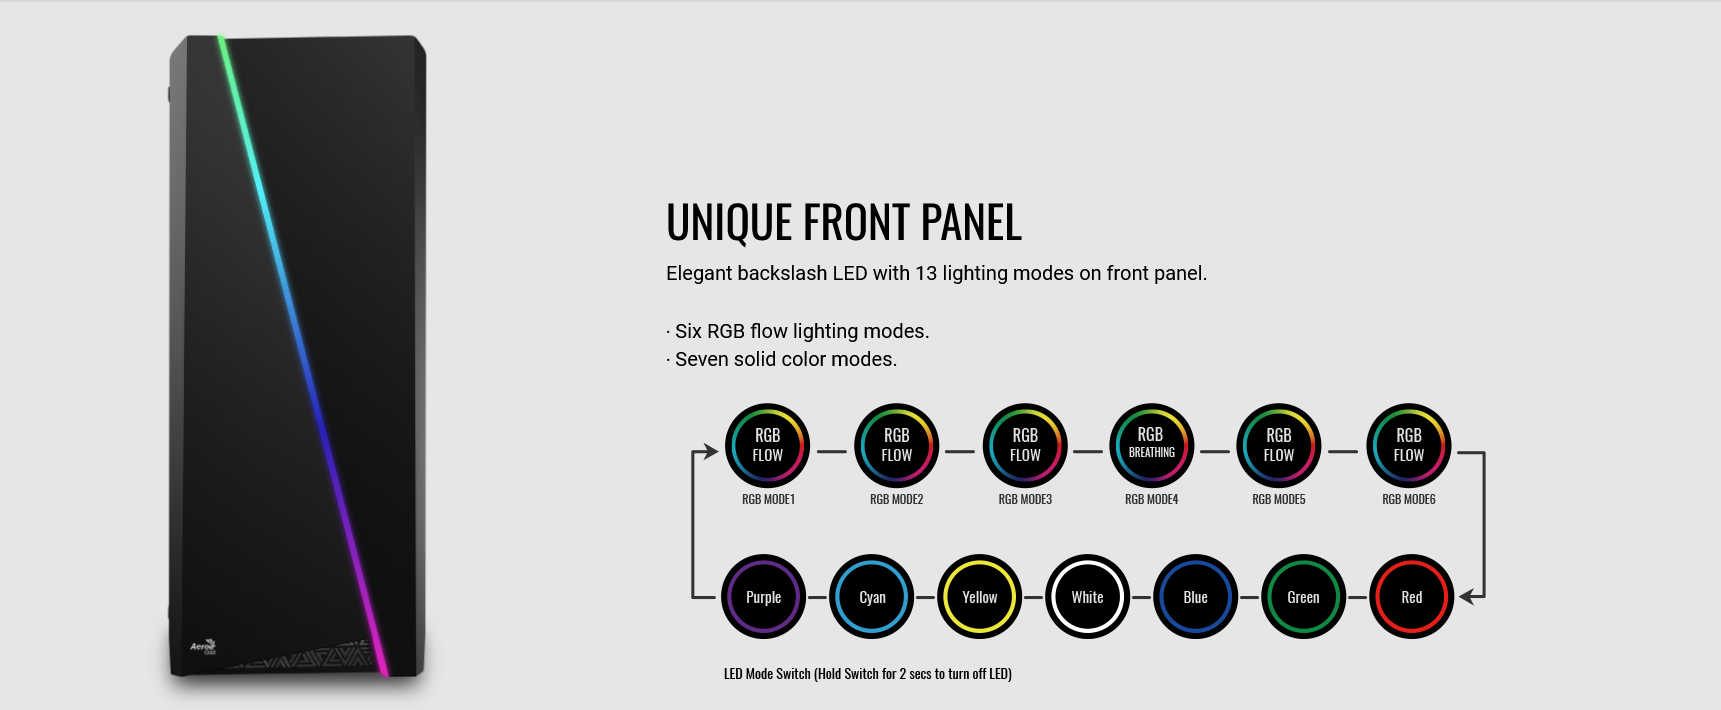 UNIQUE FRONT PANEL
Elegant backslash LED with 13 lighting modes on front panel.
· Six RGB flow lighting modes.
· Seven solid color modes.
RGB
FLOW
RGB
FLOW
RGB
FLOW
RGB
BREATHING
RGB
FLOW
RGB
FLOW
RGB MODE1
RGB MODE2
RGB MODE3
RGB MODE4
RGB MODE5
RGB MODE6
Purple
Cyan
Yellow
White
Blue
Green
Red
LED Mode Switch (Hold Switch for 2 secs to turn off LED)
Aero
cool